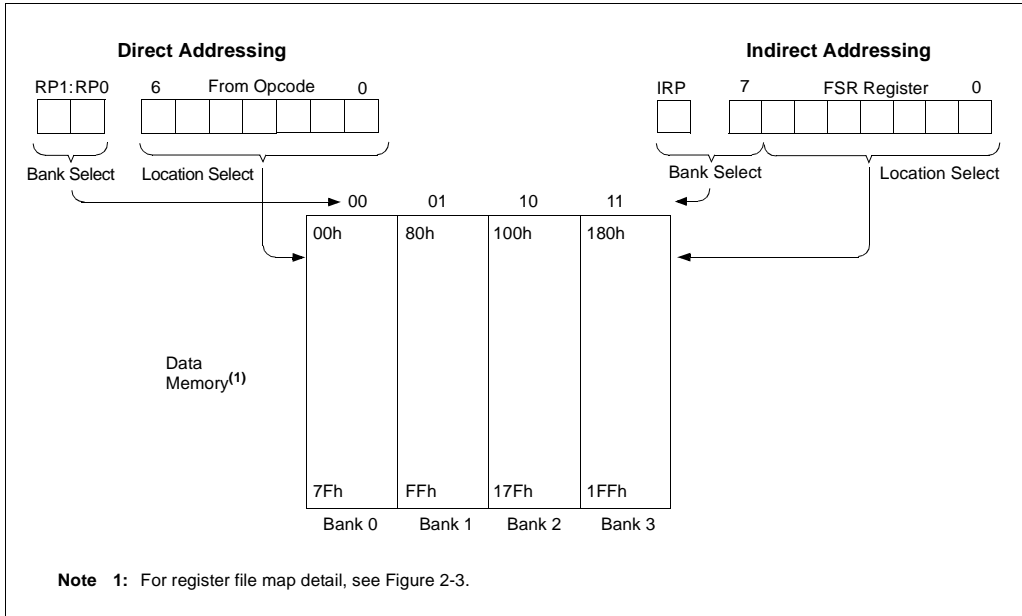 Direct Addressing
Indirect Addressing
RP1:RP0 6 From Opcode 0
IRP 7 FSR Register 0
Bank Select Location Select
Bank Select Location Select
00 01 10 11
00h 80h 100h 180h
Data
Memory(1)
7Fh FFh 17Fh 1FFh
Bank 0 Bank 1 Bank 2 Bank 3
Note 1: For register file map detail, see Figure 2-3.